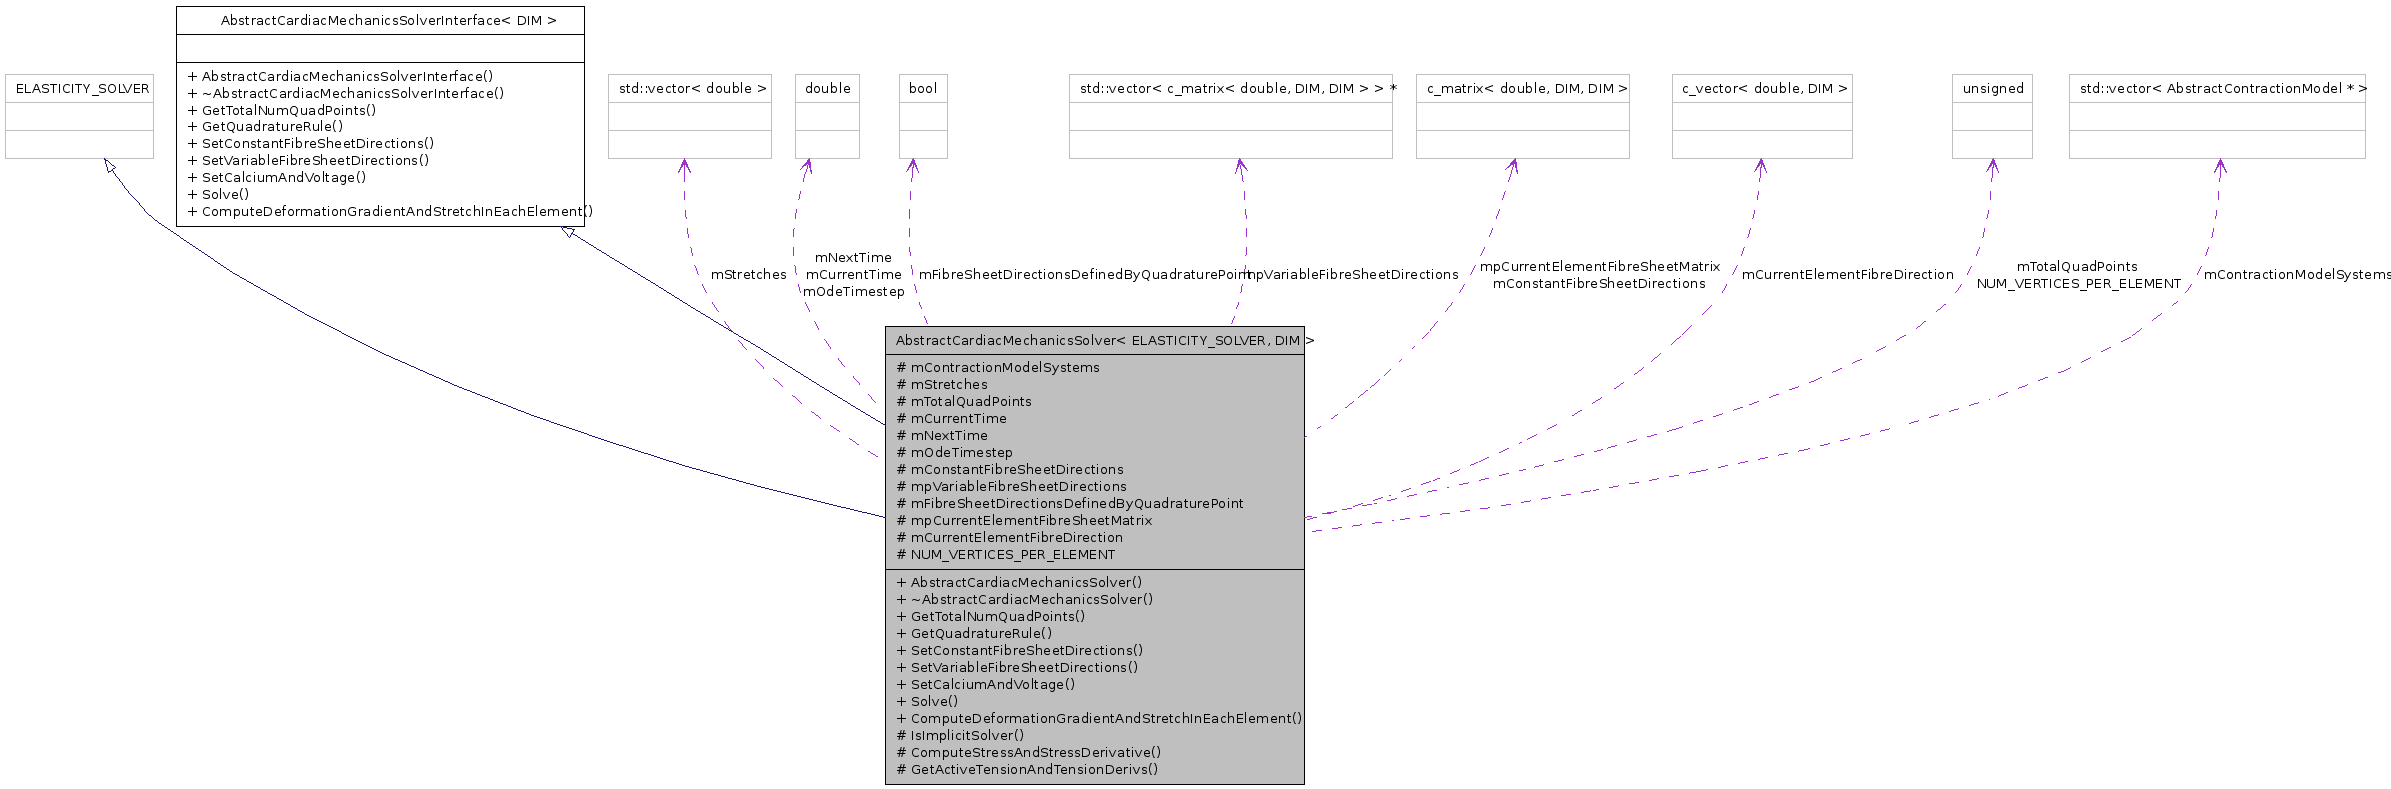 AbstractCardiacMechanicsSolverInterface< DIM >
+ AbstractCardiacMechanicsSolverInterface()
+ ~AbstractCardiacMechanicsSolverInterface()
+ GetTotalNumQuadPoints()
+ GetQuadratureRule()
+ SetConstantFibreSheetDirections()
+ SetVariableFibreSheetDirections()
+ SetCalciumAndVoltage()
+ Solve()
+ ComputeDeformationGradientAndStretchInEachElement()
ELASTICITY_SOLVER
std::vector< double >
double
bool
std::vector< c_matrix< double, DIM, DIM > > *
c_matrix< double, DIM, DIM >
c_vector< double, DIM >
unsigned
std::vector< AbstractContractionModel * >
mStretches
mNextTime
mCurrentTime
mOdeTimestep
mFibreSheetDirectionsDefinedByQuadraturePoint
mpVariableFibreSheetDirections
mpCurrentElementFibreSheetMatrix
mConstantFibreSheetDirections
mCurrentElementFibreDirection
mTotalQuadPoints
NUM_VERTICES_PER_ELEMENT
mContractionModelSystems
AbstractCardiacMechanicsSolver< ELASTICITY_SOLVER, DIM >
# mContractionModelSystems
# mStretches
# mTotalQuadPoints
# mCurrentTime
# mNextTime
# mOdeTimestep
# mConstantFibreSheetDirections
# mpVariableFibreSheetDirections
# mFibreSheetDirectionsDefinedByQuadraturePoint
# mpCurrentElementFibreSheetMatrix
# mCurrentElementFibreDirection
# NUM_VERTICES_PER_ELEMENT
+ AbstractCardiacMechanicsSolver()
+ ~AbstractCardiacMechanicsSolver()
+ GetTotalNumQuadPoints()
+ GetQuadratureRule()
+ SetConstantFibreSheetDirections()
+ SetVariableFibreSheetDirections()
+ SetCalciumAndVoltage()
+ Solve()
+ ComputeDeformationGradientAndStretchInEachElement()
# IsImplicitSolver()
# ComputeStressAndStressDerivative()
# GetActiveTensionAndTensionDerivs()